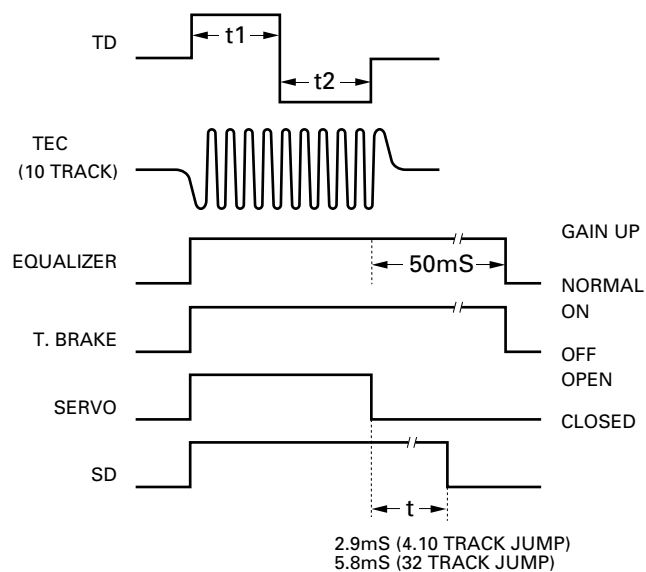 TD
t1
t2
TEC
(10 TRACK)
EQUALIZER
50mS
GAIN UP
NORMAL
T. BRAKE
ON
OFF
SERVO
OPEN
CLOSED
SD
t
2.9mS (4.10 TRACK JUMP)
5.8mS (32 TRACK JUMP)